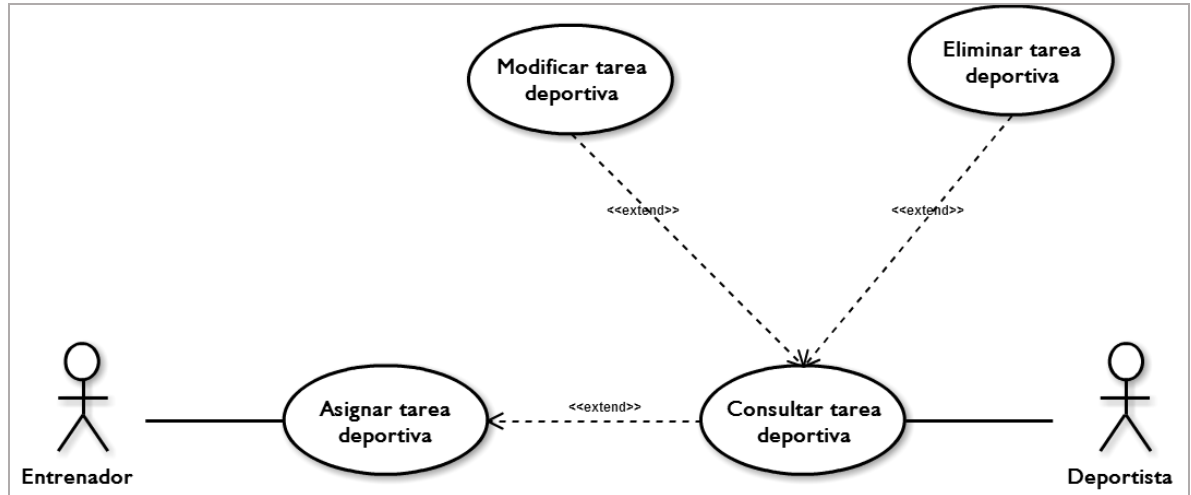 Modificar tarea
deportiva
Eliminar tarea
deportiva
<<extend>>
<<extend>>
Asignar tarea
deportiva
<<extend>>
Consultar tarea
deportiva
Entrenador
Deportista